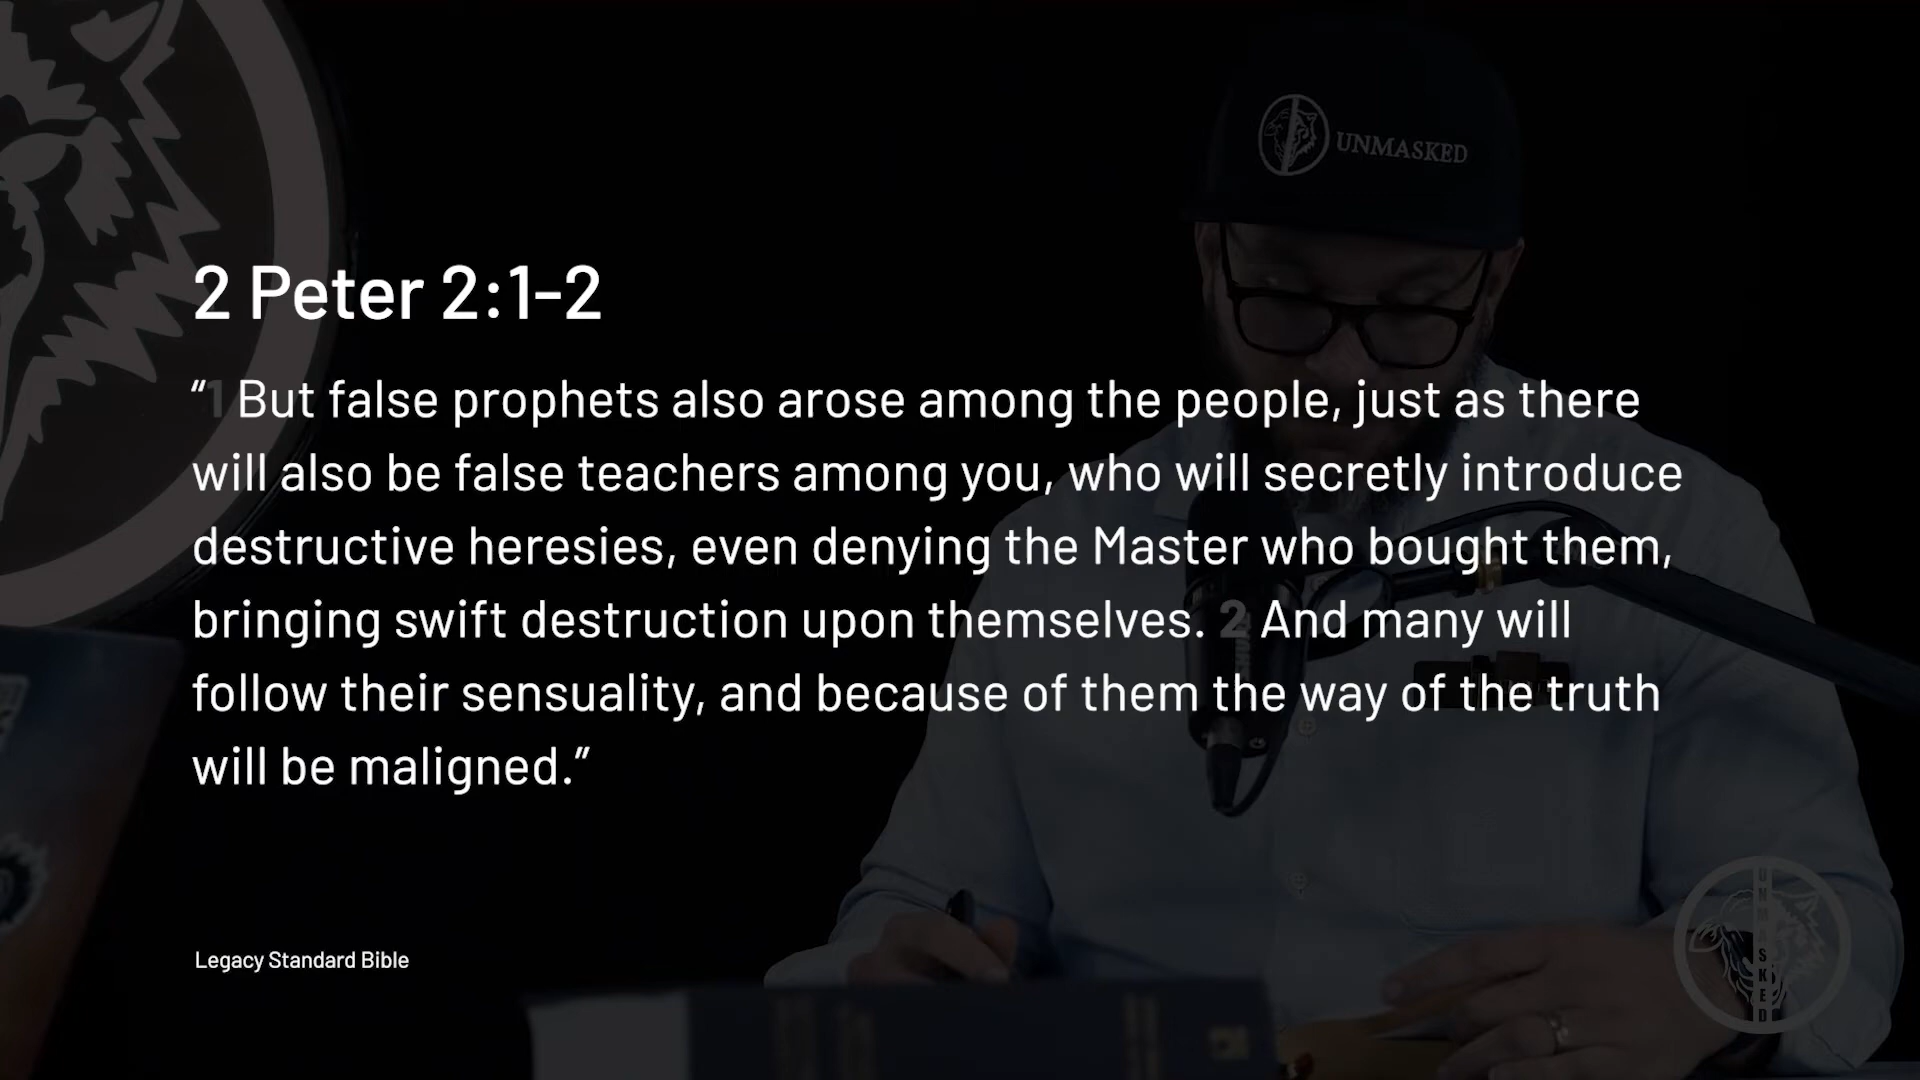 UNMASKED
2 Peter 2:1-2
“1 But false prophets also arose among the people, just as there
will also be false teachers among you, who will secretly introduce
destructive heresies, even denying the Master who bought them,
bringing swift destruction upon themselves. 2 And many will
follow their sensuality, and because of them the way of the truth
will be maligned.”
Legacy Standard Bible
UNMASKED